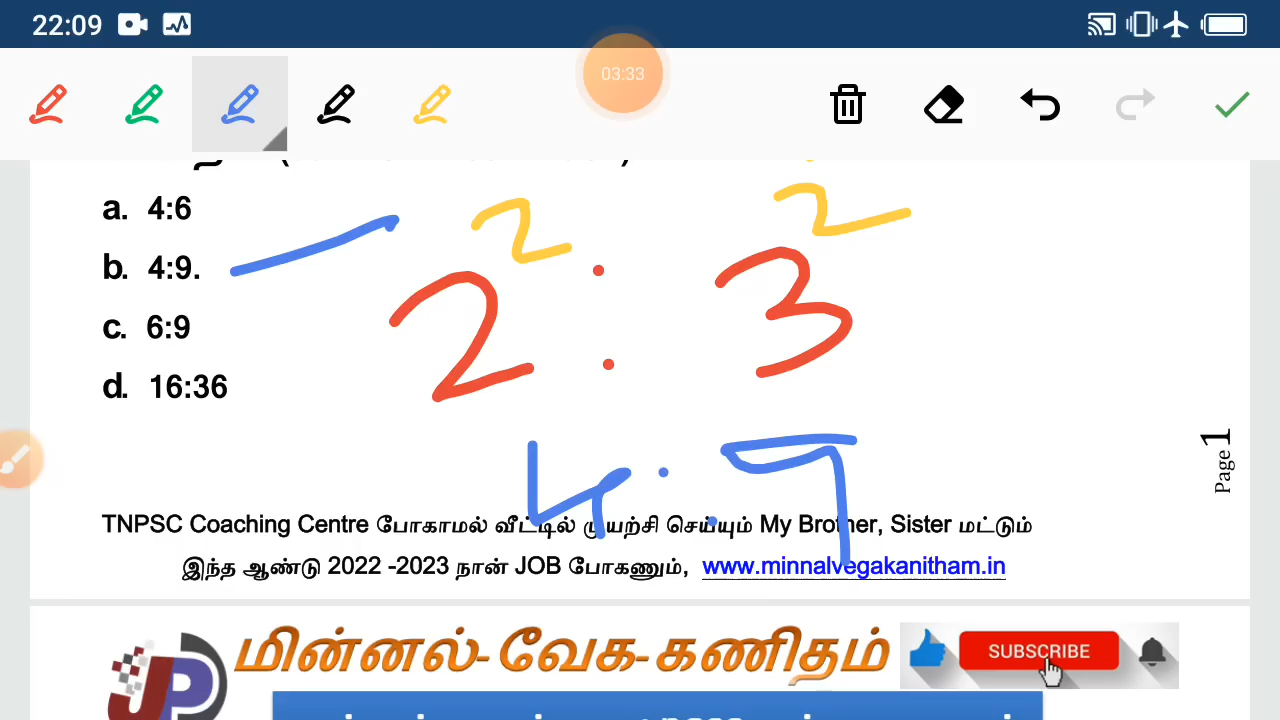 22:09
03:33
a. 4:6
b. 4:9.
c. 6:9
d. 16:36
2 2
2 : 3
4 : 9
Page 1
TNPSC Coaching Centre போகாமல் வீட்டில் முயற்சி செய்யும் My Brother, Sister மட்டும்
இந்த ஆண்டு 2022 -2023 நான் JOB போகணும், www.minnalvegakanitham.in
JP
மின்னல்-வேக-கணிதம்
SUBSCRIBE